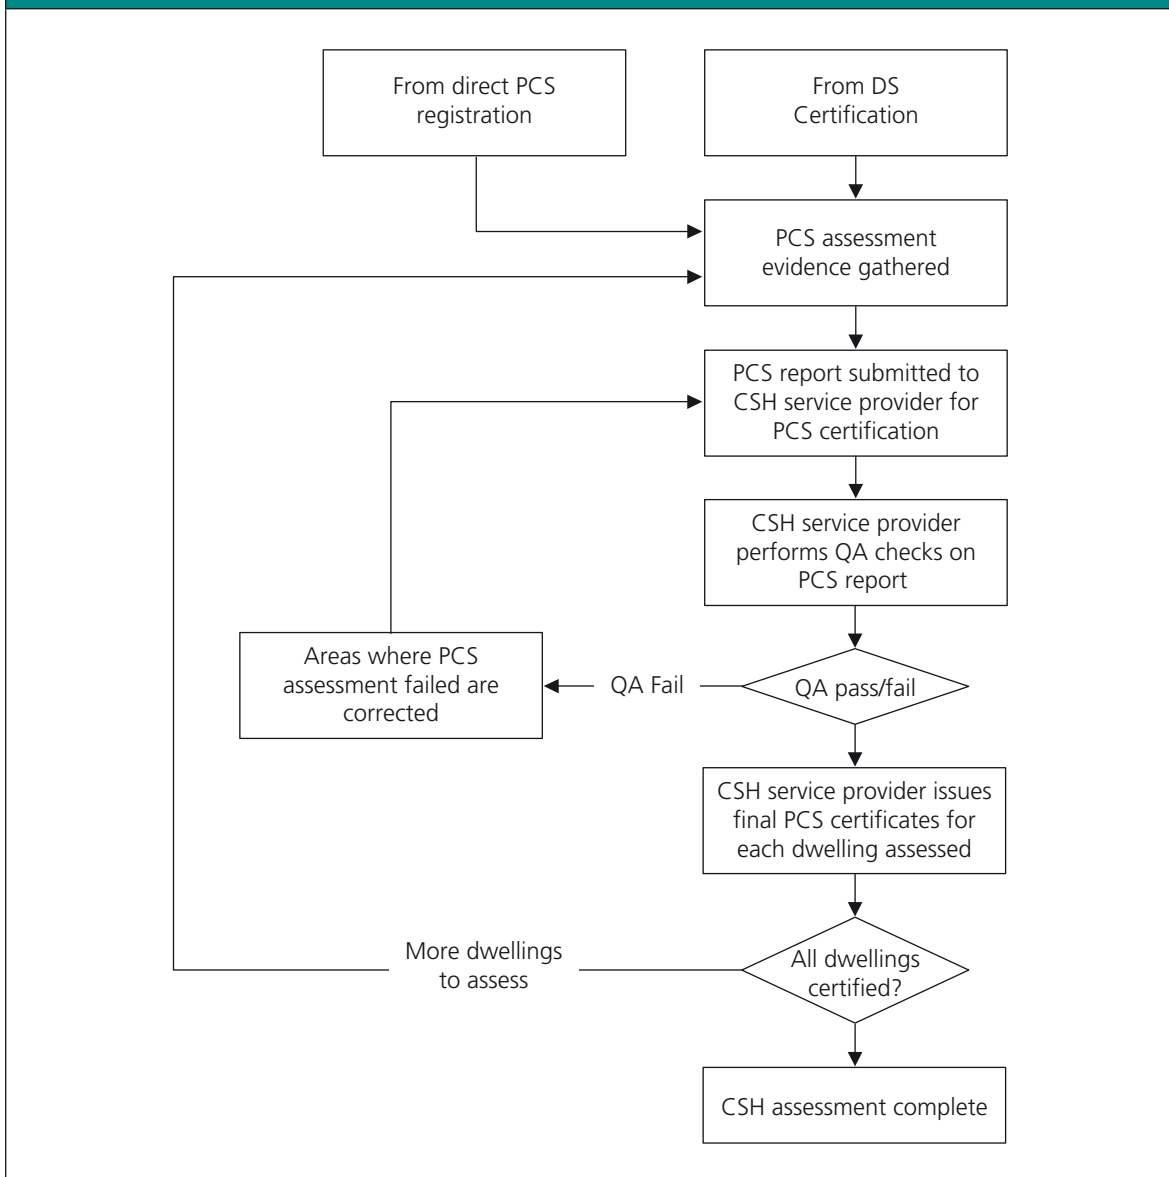 From direct PCS
registration
From DS
Certification
PCS assessment
evidence gathered
PCS report submitted to
CSH service provider for
PCS certification
CSH service provider
performs QA checks on
PCS report
Areas where PCS
assessment failed are
corrected
QA Fail
QA pass/fail
CSH service provider issues
final PCS certificates for
each dwelling assessed
More dwellings
to assess
All dwellings
certified?
CSH assessment complete